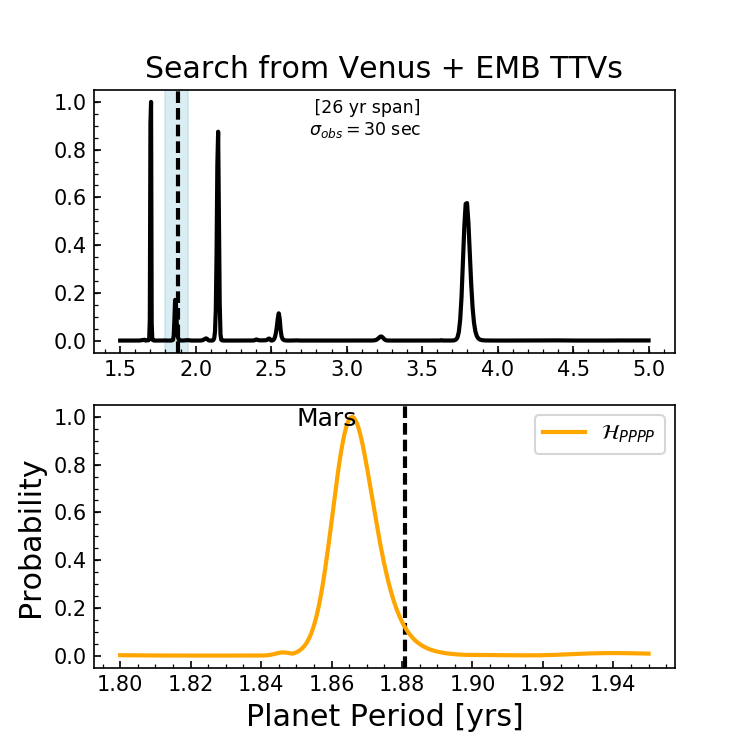 Search from Venus + EMB TTVs
[26 yr span]
σ_obs = 30 sec
1.0
0.8
0.6
0.4
0.2
0.0
1.5 2.0 2.5 3.0 3.5 4.0 4.5 5.0
Mars
ℋ_PPPP
1.0
0.8
0.6
0.4
0.2
0.0
Probability
1.80 1.82 1.84 1.86 1.88 1.90 1.92 1.94
Planet Period [yrs]